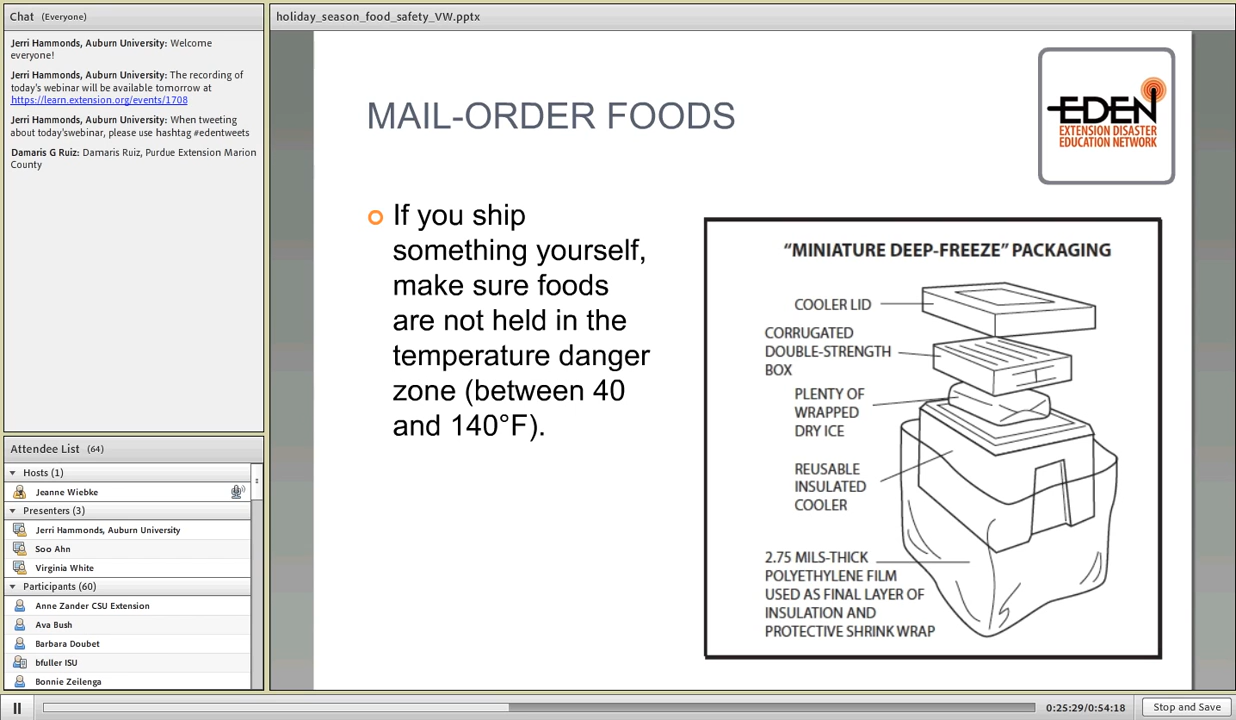 Chat (Everyone)
Jerri Hammonds, Auburn University: Welcome
everyone!
Jerri Hammonds, Auburn University: The recording of
today's webinar will be available tomorrow at
https://learn.extension.org/events/1708
Jerri Hammonds, Auburn University: When tweeting
about today'swebinar, please use hashtag #edentweets
Damaris G Ruiz: Damaris Ruiz, Purdue Extension Marion
County
Attendee List (64)
Hosts (1)
Jeanne Wiebke
Presenters (3)
Jerri Hammonds, Auburn University
Soo Ahn
Virginia White
Participants (60)
Anne Zander CSU Extension
Ava Bush
Barbara Doubet
bfuller ISU
Bonnie Zeilenga
holiday_season_food_safety_VW.pptx
MAIL-ORDER FOODS
EDEN
EXTENSION DISASTER
EDUCATION NETWORK
If you ship
something yourself,
make sure foods
are not held in the
temperature danger
zone (between 40
and 140°F).
“MINIATURE DEEP-FREEZE” PACKAGING
COOLER LID
CORRUGATED
DOUBLE-STRENGTH
BOX
PLENTY OF
WRAPPED
DRY ICE
REUSABLE
INSULATED
COOLER
2.75 MILS-THICK
POLYETHYLENE FILM
USED AS FINAL LAYER OF
INSULATION AND
PROTECTIVE SHRINK WRAP
0:25:29/0:54:18
Stop and Save